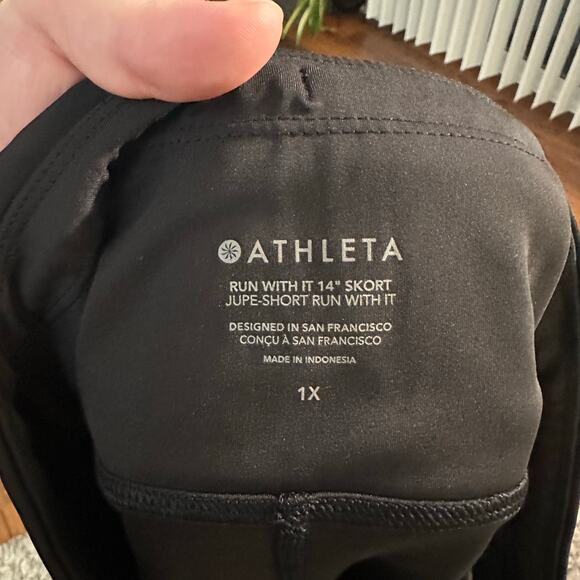 ATHLETA
RUN WITH IT 14" SKORT
JUPE-SHORT RUN WITH IT
DESIGNED IN SAN FRANCISCO
CONÇU À SAN FRANCISCO
MADE IN INDONESIA
1X